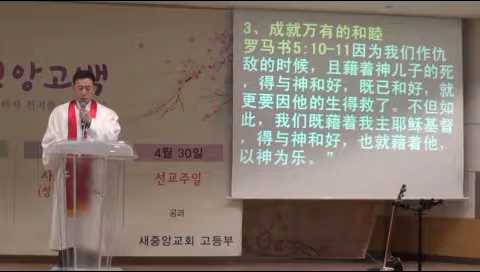 3、成就万有的和睦
罗马书5:10-11因为我们作仇
敌的时候，且藉着神儿子的死
，得与神和好，既已和好，就
更要因他的生得救了。不但如
此，我们既藉着我主耶稣基督
，得与神和好，也就藉着他，
以神为乐。”
앙고백
4월 30일
선교주일
공과
새중앙교회 고등부